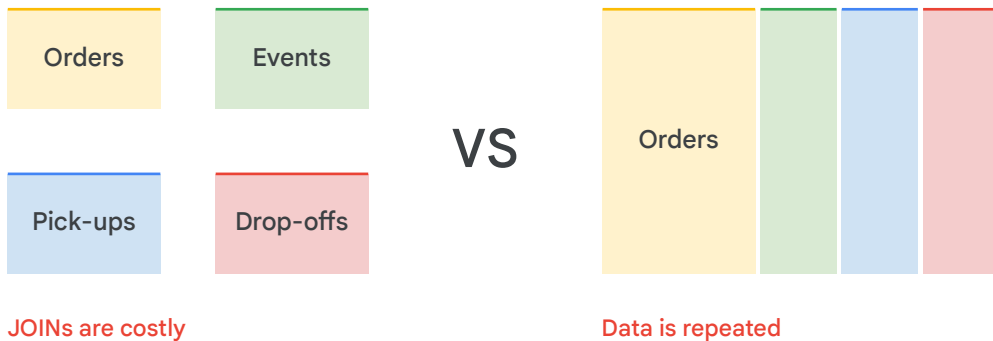 Orders
Events
VS
Orders
Pick-ups
Drop-offs
JOINs are costly
Data is repeated